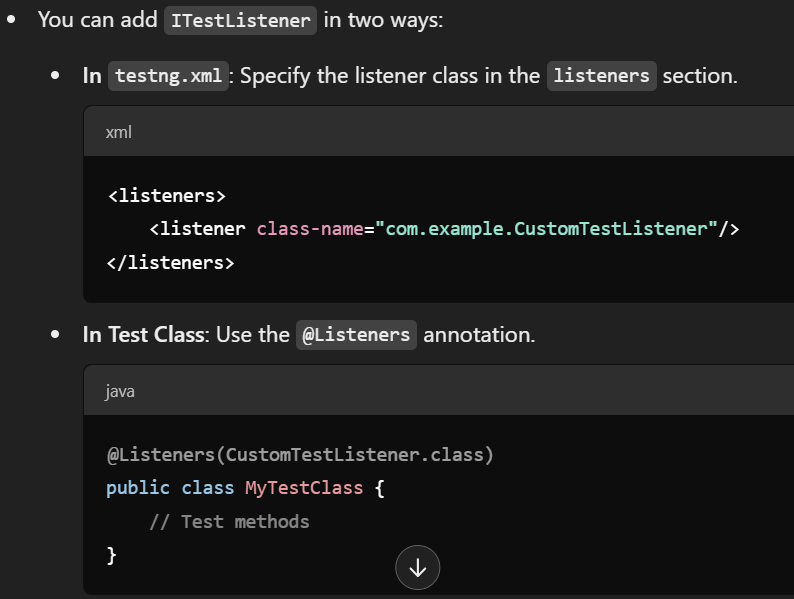 You can add ITestListener in two ways:
In testng.xml: Specify the listener class in the listeners section.
xml
<listeners>
    <listener class-name="com.example.CustomTestListener"/>
</listeners>
In Test Class: Use the @Listeners annotation.
java
@Listeners(CustomTestListener.class)
public class MyTestClass {
    // Test methods
}